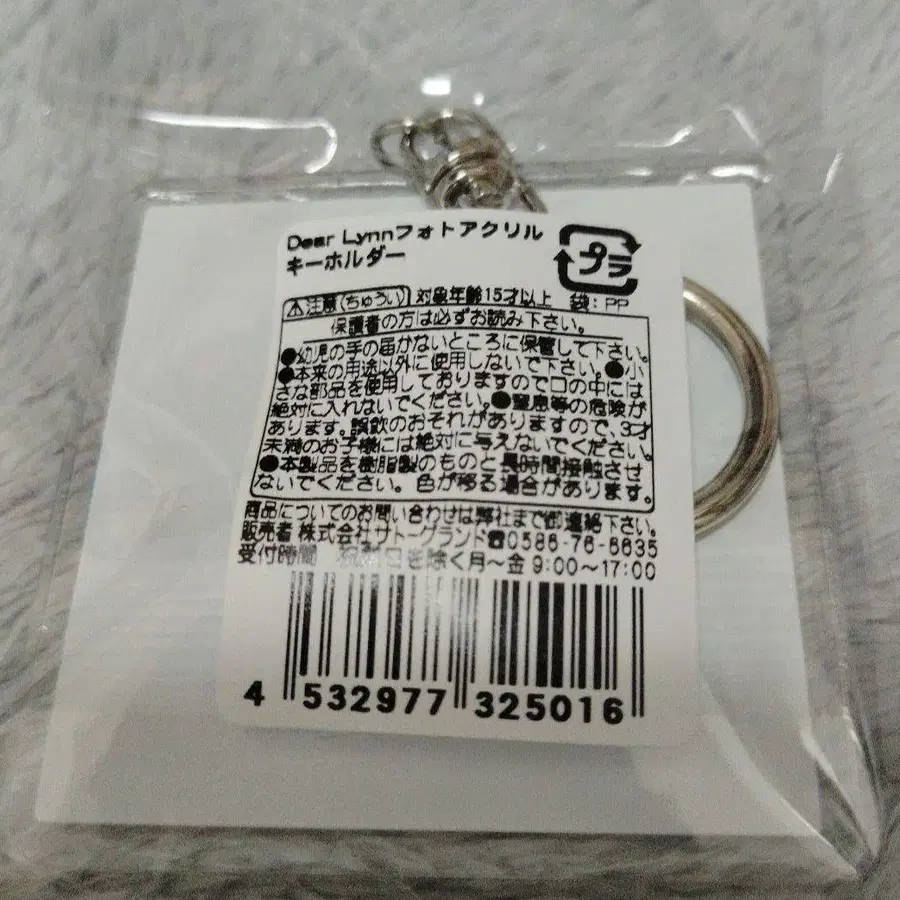 Dear Lynnフォトアクリル
キーホルダー
プラ
注意(ちゅうい) 対象年齢15才以上 袋:PP
保護者の方は必ずお読み下さい。
●幼児の手の届かないところに保管して下さい。
●本来の用途以外に使用しないで下さい。●小
さな部品を使用しておりますので口の中には
絶対に入れないでください。●窒息等の危険が
あります。誤飲のおそれがありますので、3才
未満のお子様には絶対に与えないでください。
●本製品を樹脂製のものと長時間接触させ
ないでください。色が移る場合があります。
商品についてのお問い合わせは弊社まで御連絡下さい。
販売者 株式会社サトーグランド☎0586-76-6635
受付時間 を除く月~金 9:00~17:00
4 532977 325016